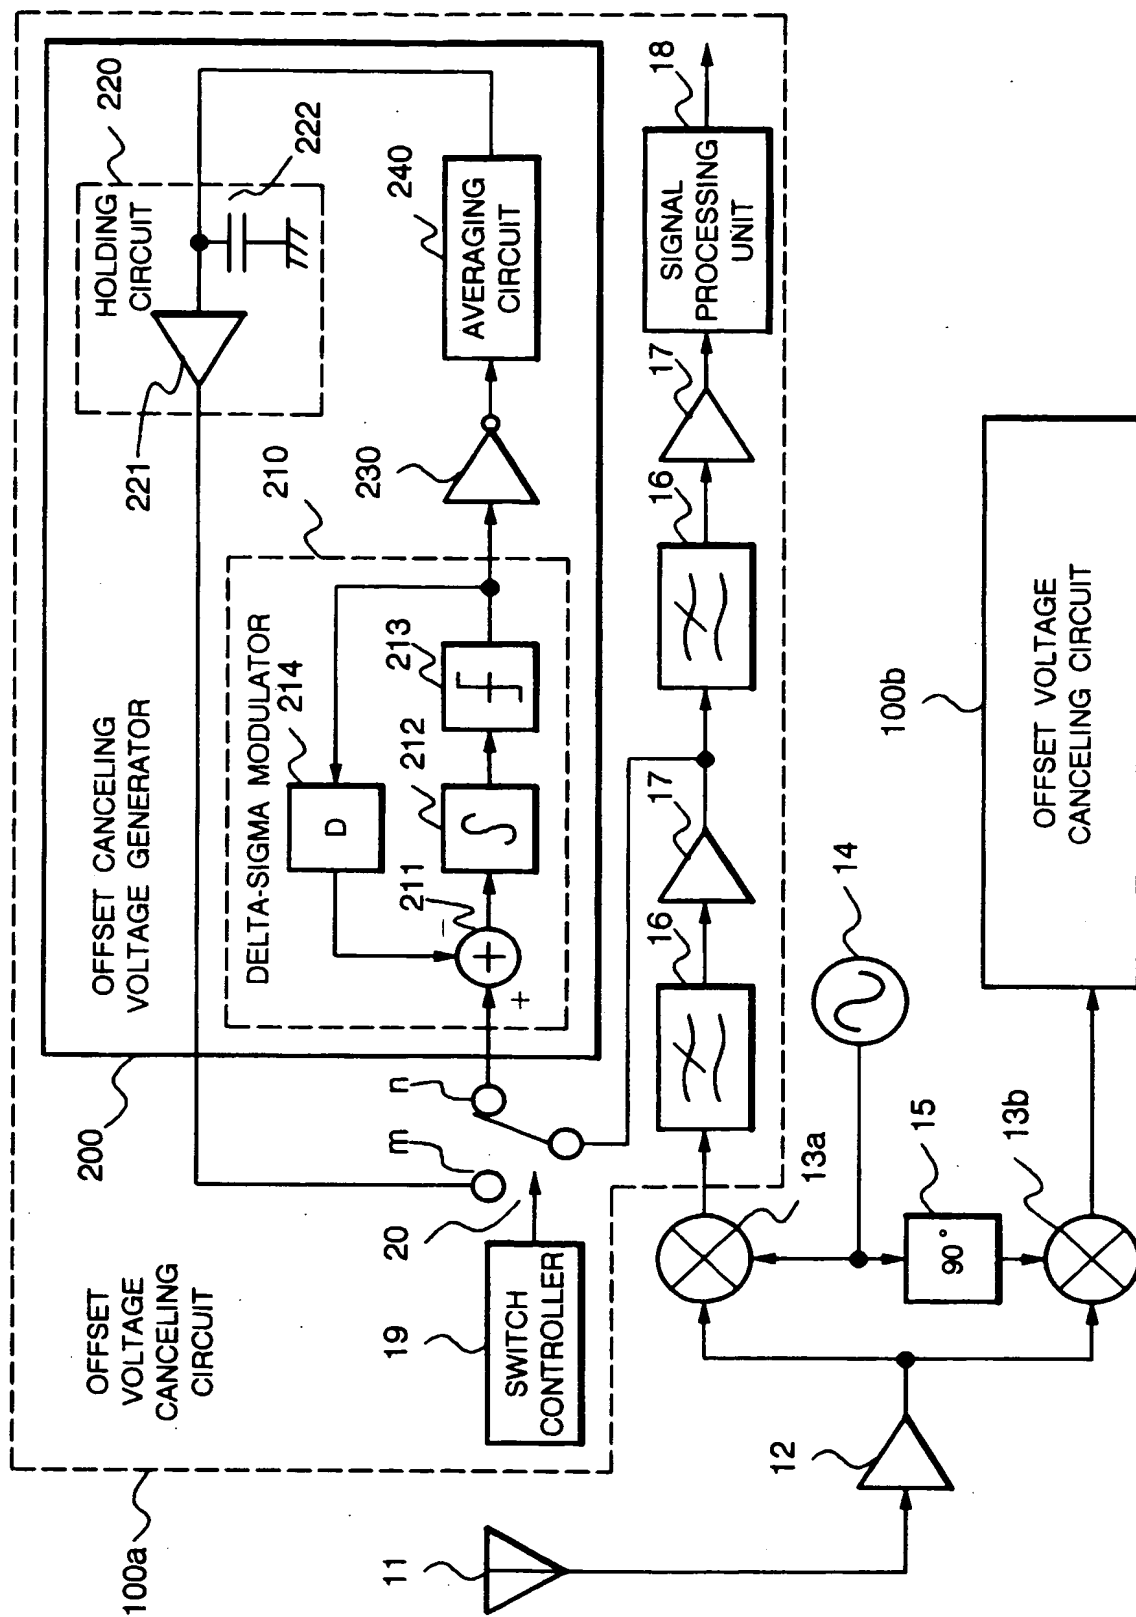 100a
OFFSET
VOLTAGE
CANCELING
CIRCUIT
200
OFFSET CANCELING
VOLTAGE GENERATOR
221
HOLDING
CIRCUIT
220
222
DELTA-SIGMA MODULATOR
214
210
D
211
212
213
230
240
AVERAGING
CIRCUIT
+
−
+
m
n
20
19
SWITCH
CONTROLLER
16
17
16
17
18
SIGNAL
PROCESSING
UNIT
11
12
13a
14
15
90°
13b
100b
OFFSET VOLTAGE
CANCELING CIRCUIT